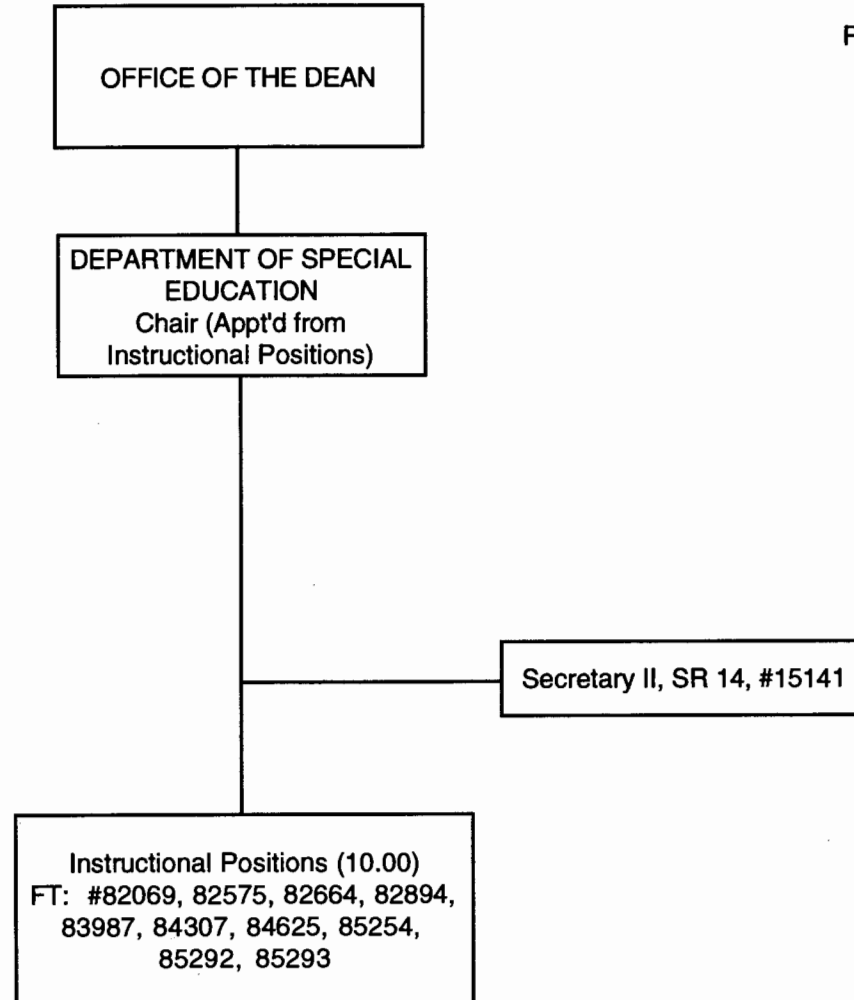 OFFICE OF THE DEAN
DEPARTMENT OF SPECIAL
EDUCATION
Chair (Appt'd from
Instructional Positions)
Secretary II, SR 14, #15141
Instructional Positions (10.00)
FT: #82069, 82575, 82664, 82894,
83987, 84307, 84625, 85254,
85292, 85293